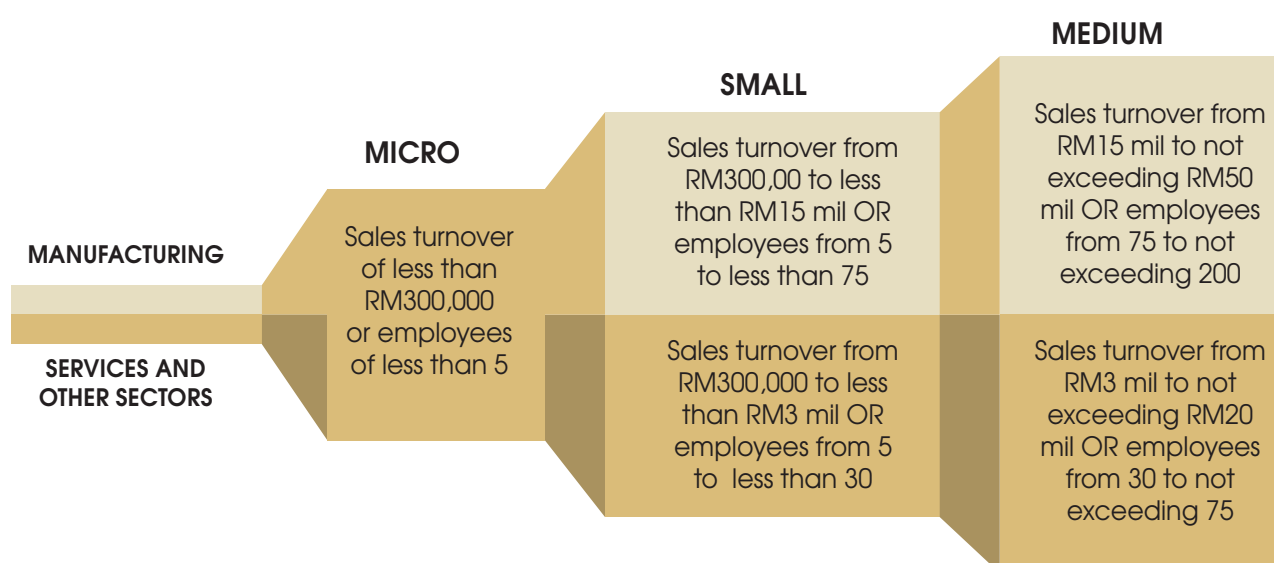 MANUFACTURING
SERVICES AND
OTHER SECTORS
MICRO
Sales turnover
of less than
RM300,000
or employees
of less than 5
SMALL
Sales turnover from
RM300,00 to less
than RM15 mil OR
employees from 5
to less than 75
Sales turnover from
RM300,000 to less
than RM3 mil OR
employees from 5
to less than 30
MEDIUM
Sales turnover from
RM15 mil to not
exceeding RM50
mil OR employees
from 75 to not
exceeding 200
Sales turnover from
RM3 mil to not
exceeding RM20
mil OR employees
from 30 to not
exceeding 75